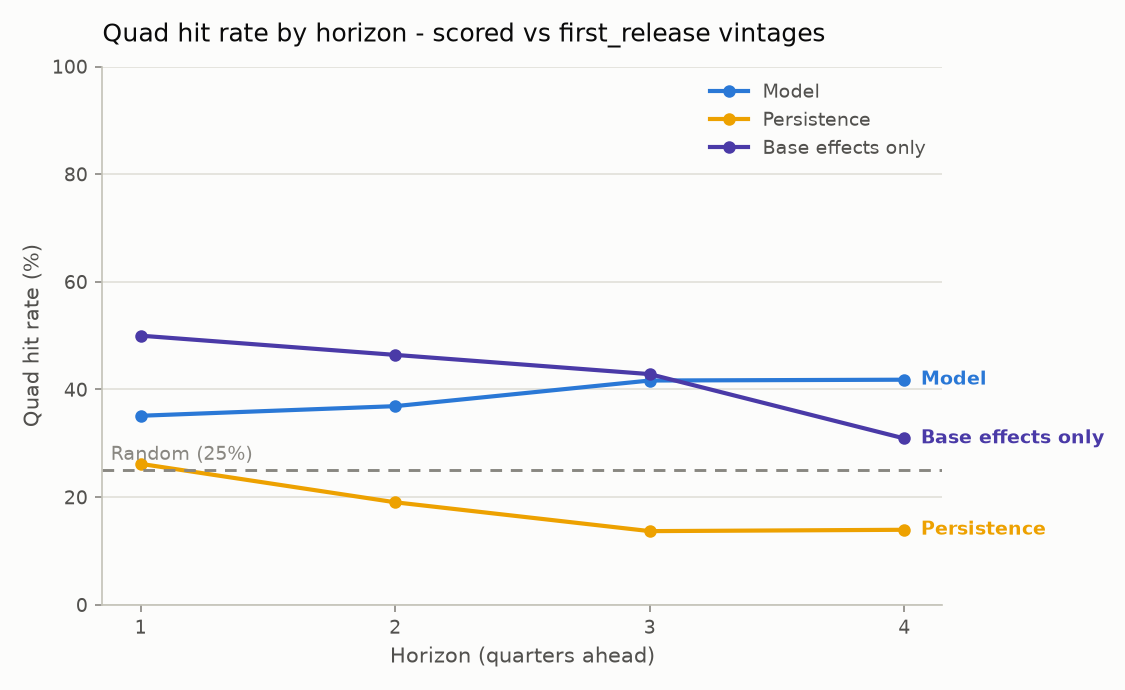 Quad hit rate by horizon - scored vs first_release vintages
100
80
60
40
20
0
Quad hit rate (%)
Model
Persistence
Base effects only
Random (25%)
Model
Base effects only
Persistence
1 2 3 4
Horizon (quarters ahead)